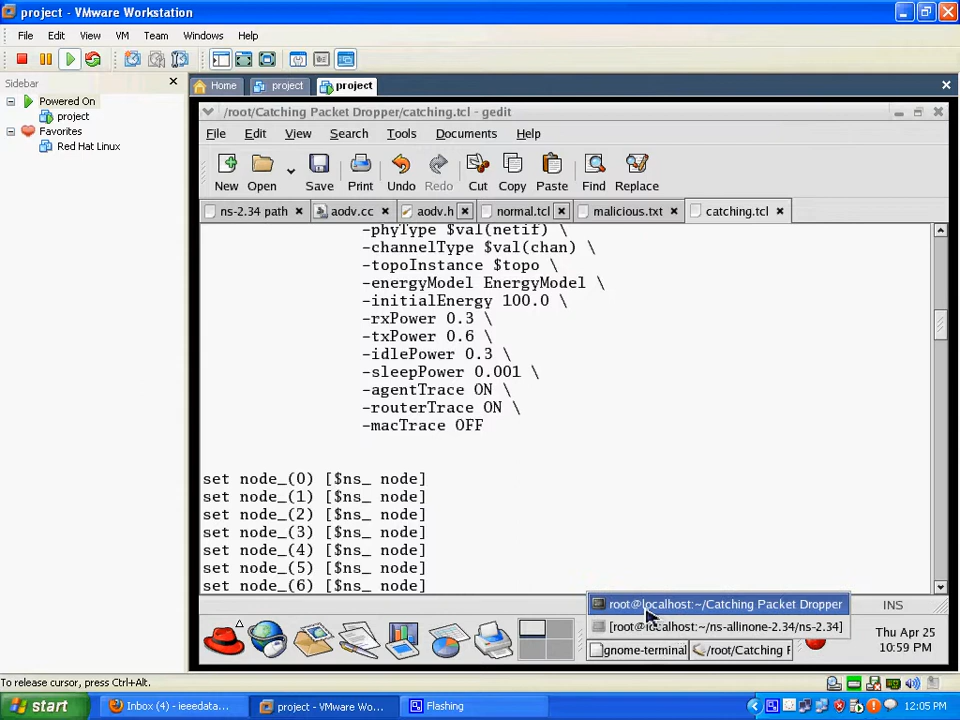 project - VMware Workstation
File Edit View VM Team Windows Help
Sidebar
Powered On
project
Favorites
Red Hat Linux
Home project project
/root/Catching Packet Dropper/catching.tcl - gedit
File Edit View Search Tools Documents Help
New Open Save Print Undo Redo Cut Copy Paste Find Replace
ns-2.34 path aodv.cc aodv.h normal.tcl malicious.txt catching.tcl
-phyType $val(netif) \
-channelType $val(chan) \
-topoInstance $topo \
-energyModel EnergyModel \
-initialEnergy 100.0 \
-rxPower 0.3 \
-txPower 0.6 \
-idlePower 0.3 \
-sleepPower 0.001 \
-agentTrace ON \
-routerTrace ON \
-macTrace OFF
set node_(0) [$ns_ node]
set node_(1) [$ns_ node]
set node_(2) [$ns_ node]
set node_(3) [$ns_ node]
set node_(4) [$ns_ node]
set node_(5) [$ns_ node]
set node_(6) [$ns_ node]
root@localhost:~/Catching Packet Dropper
[root@localhost:~/ns-allinone-2.34/ns-2.34]
INS
gnome-terminal /root/Catching P
Thu Apr 25
10:59 PM
To release cursor, press Ctrl+Alt.
start Inbox (4) - ieeedata... project - VMware Wo... Flashing 12:05 PM